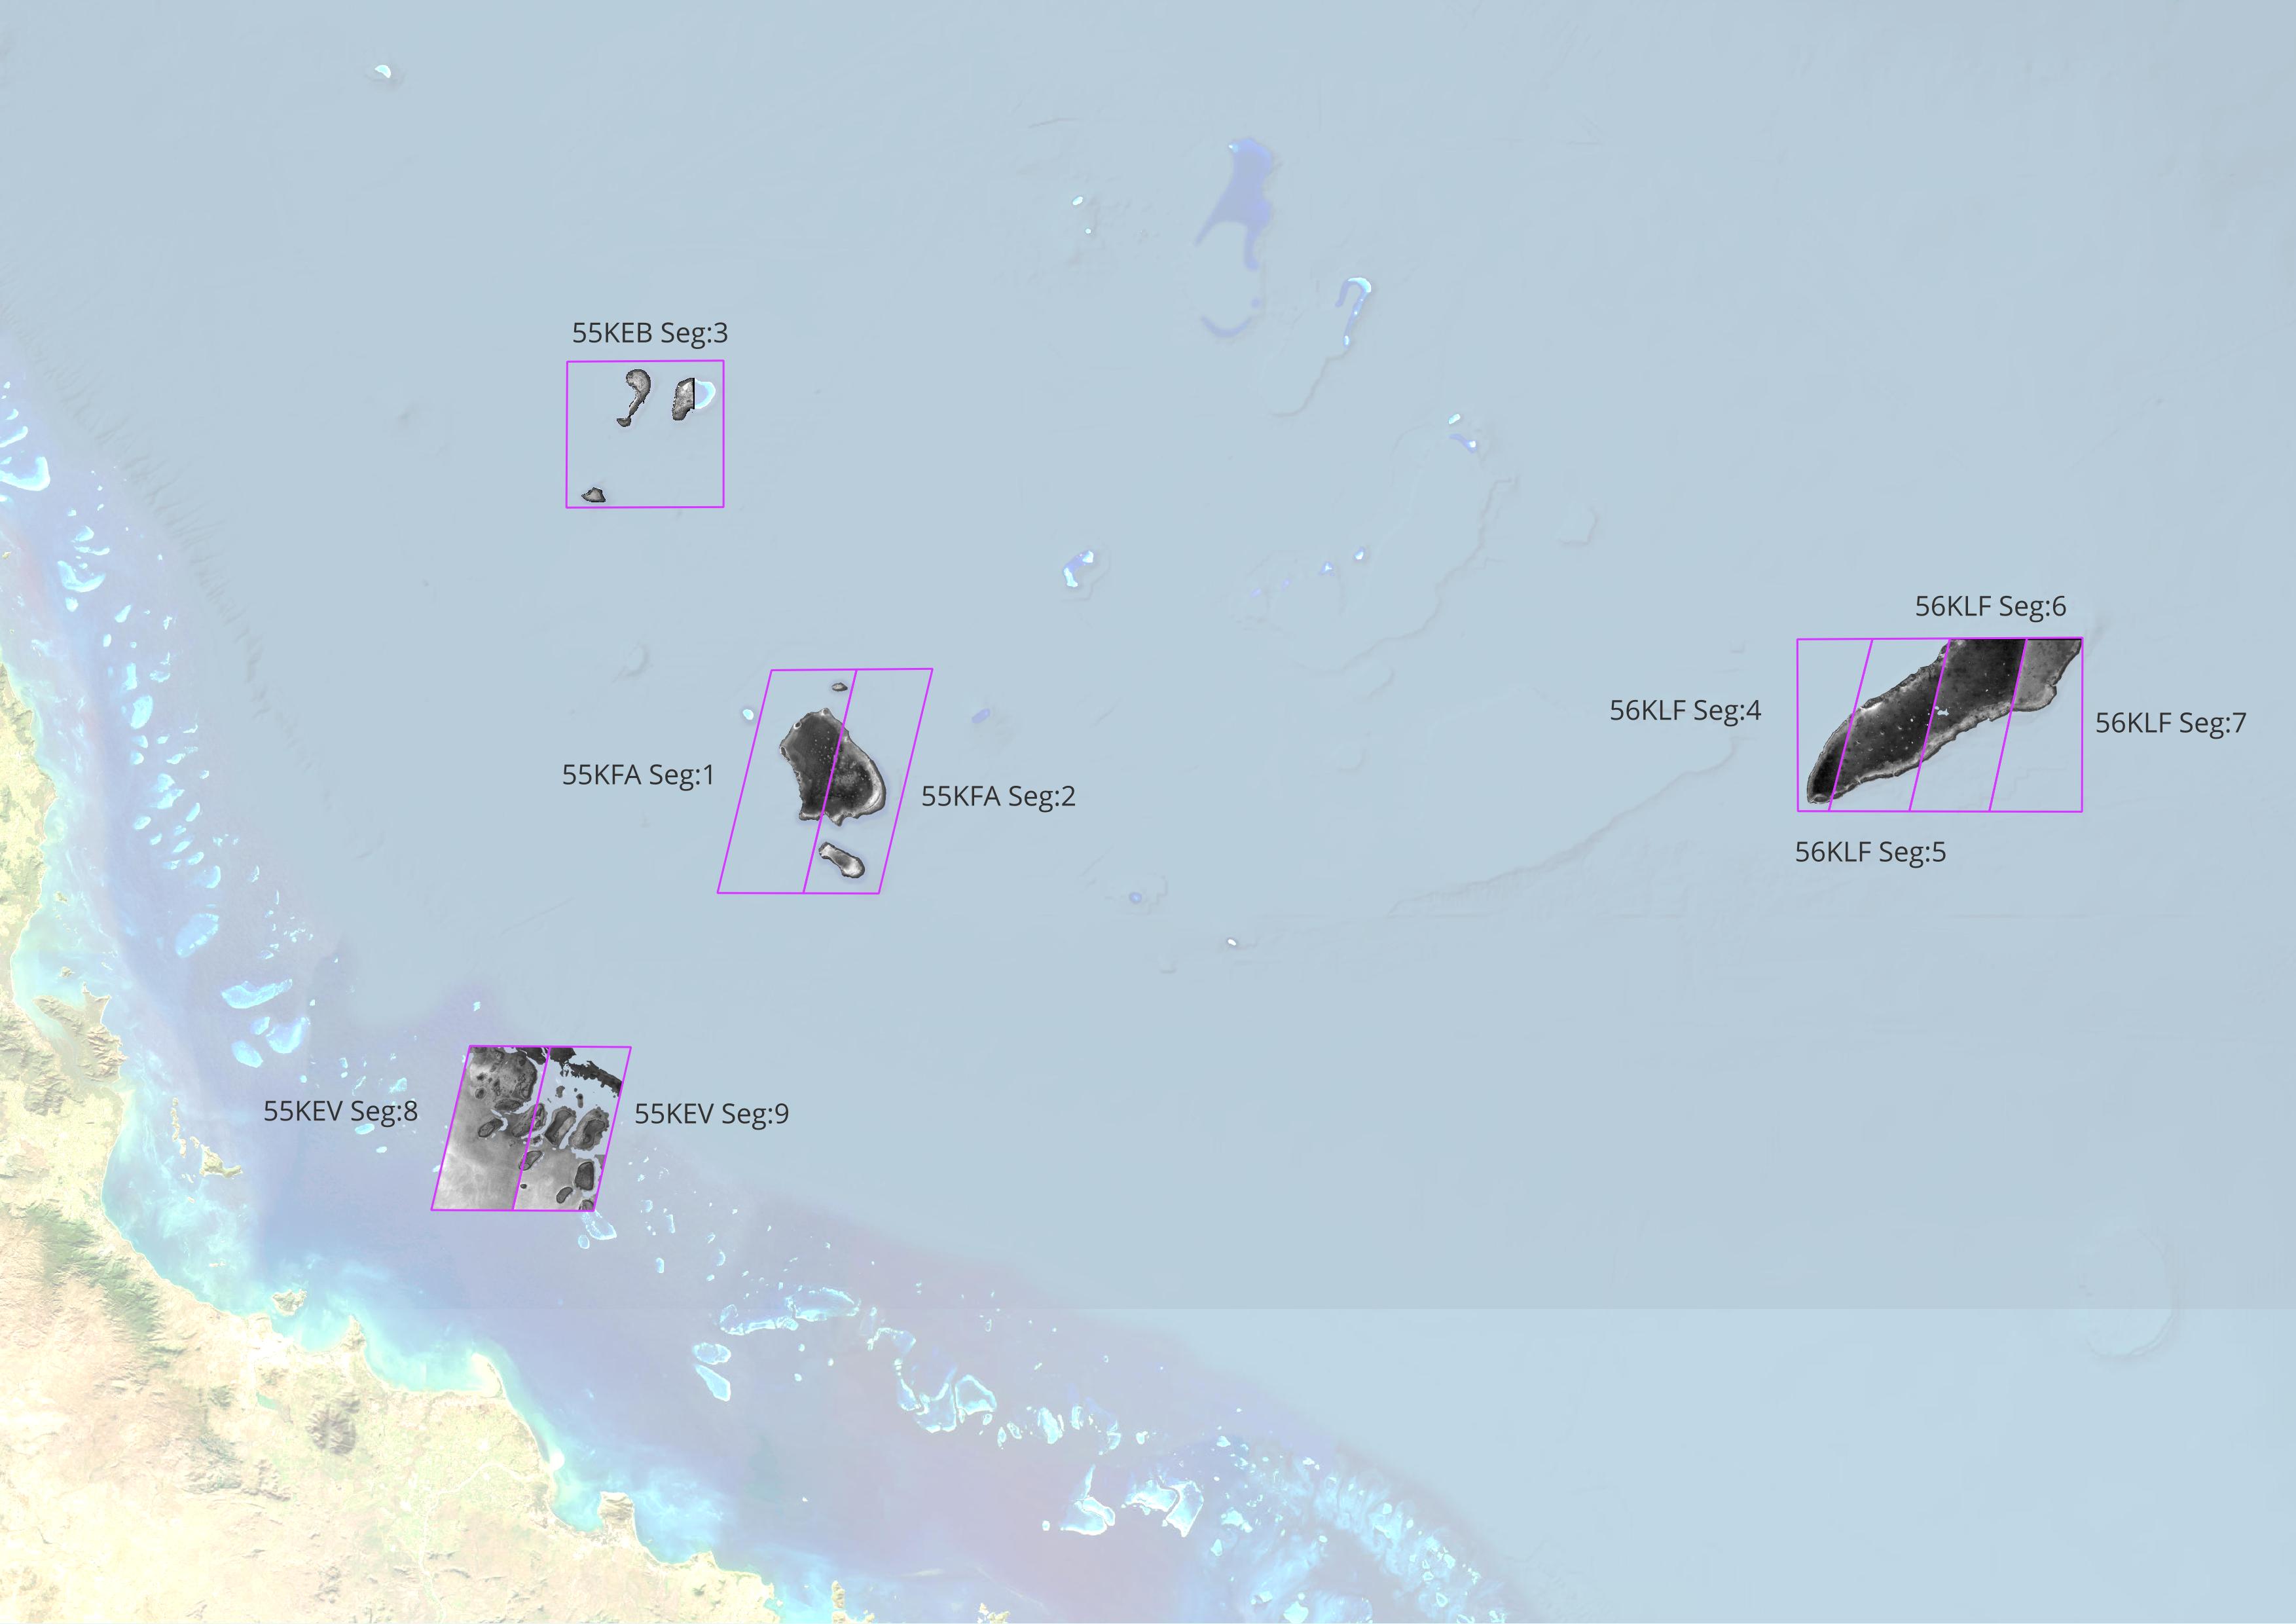 55KEB Seg:3
56KLF Seg:6
56KLF Seg:4
56KLF Seg:7
55KFA Seg:1
55KFA Seg:2
56KLF Seg:5
55KEV Seg:8
55KEV Seg:9